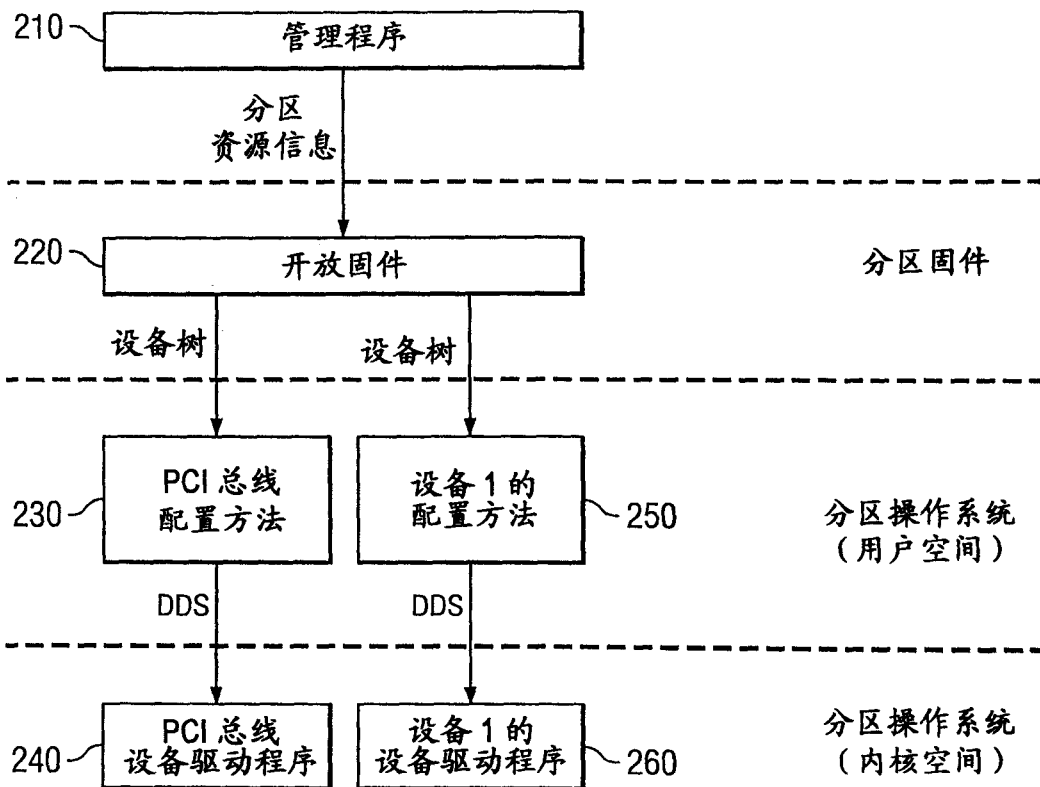 210
管理程序
分区
资源信息
220
开放固件
分区固件
设备树
设备树
230
PCI 总线
配置方法
设备 1 的
配置方法
250
分区操作系统
（用户空间）
DDS
DDS
240
PCI 总线
设备驱动程序
设备 1 的
设备驱动程序
260
分区操作系统
（内核空间）